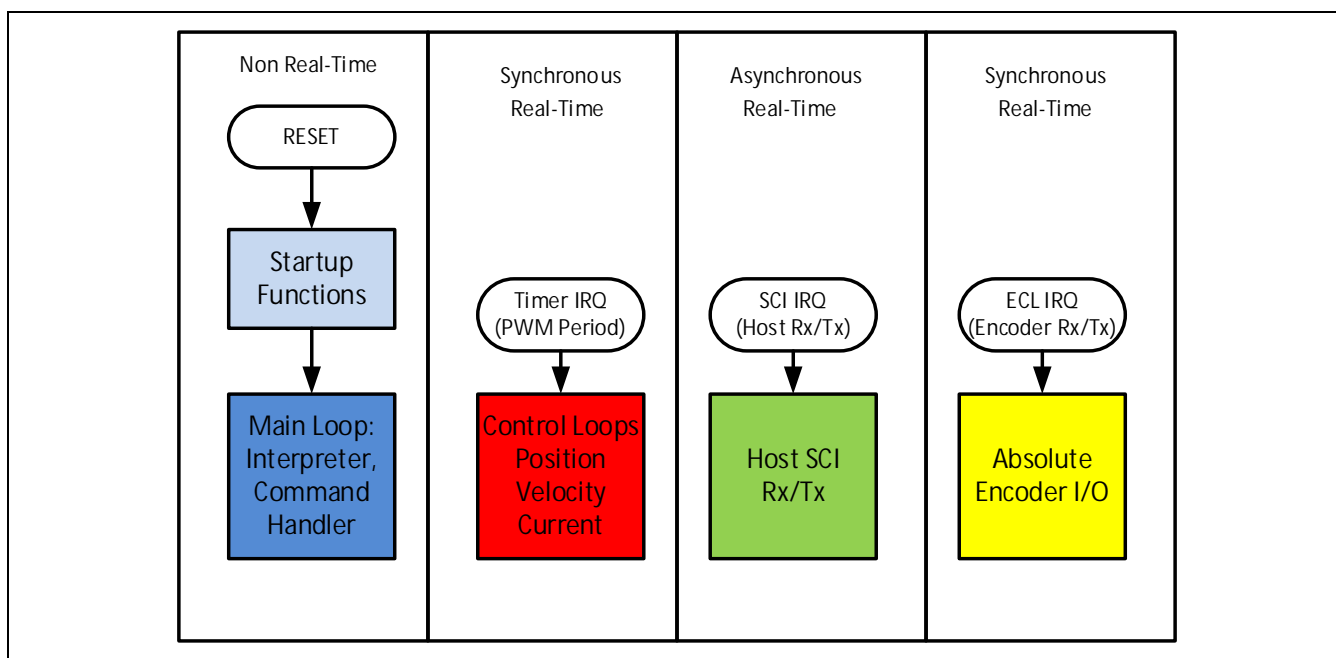 Non Real-Time
RESET
Startup
Functions
Main Loop:
Interpreter,
Command
Handler
Synchronous
Real-Time
Timer IRQ
(PWM Period)
Control Loops
Position
Velocity
Current
Asynchronous
Real-Time
SCI IRQ
(Host Rx/Tx)
Host SCI
Rx/Tx
Synchronous
Real-Time
ECL IRQ
(Encoder Rx/Tx)
Absolute
Encoder I/O